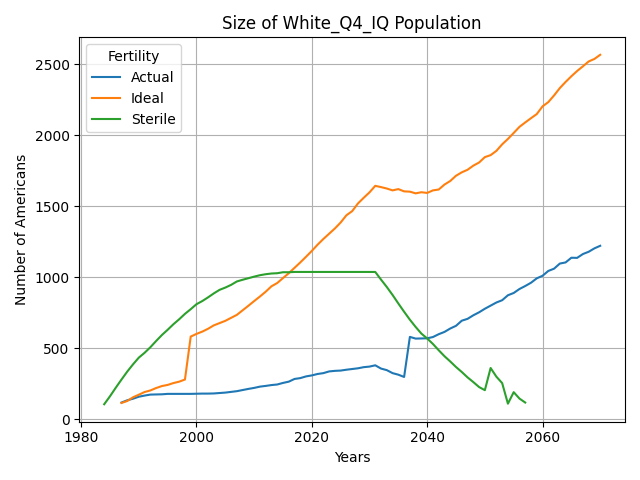 Size of White_Q4_IQ Population
Number of Americans
2500
2000
1500
1000
500
0
Fertility
Actual
Ideal
Sterile
1980
2000
2020
2040
2060
Years